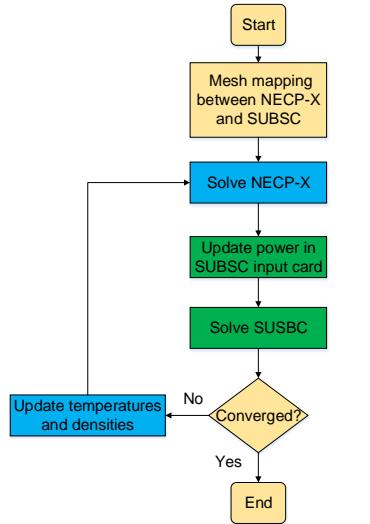 Start
Mesh mapping
between NECP-X
and SUBSC
Solve NECP-X
Update power in
SUBSC input card
Solve SUSBC
Converged?
No
Update temperatures
and densities
Yes
End